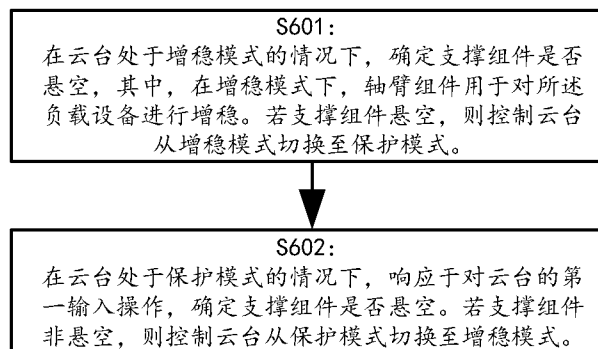 S601:
在云台处于增稳模式的情况下，确定支撑组件是否
悬空，其中，在增稳模式下，轴臂组件用于对所述
负载设备进行增稳。若支撑组件悬空，则控制云台
从增稳模式切换至保护模式。
S602:
在云台处于保护模式的情况下，响应于对云台的第
一输入操作，确定支撑组件是否悬空。若支撑组件
非悬空，则控制云台从保护模式切换至增稳模式。